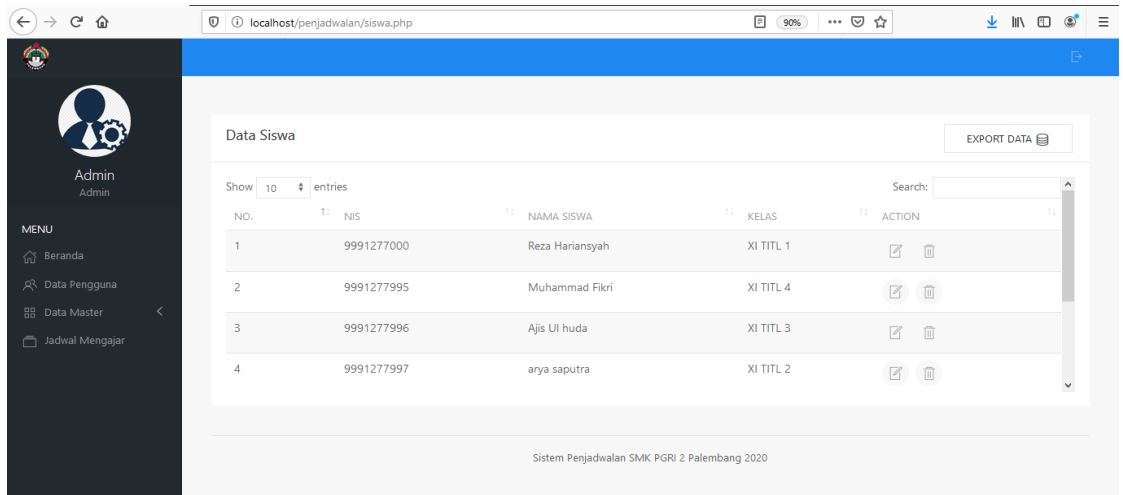 localhost/penjadwalan/siswa.php 90%
Admin
Admin
MENU
Beranda
Data Pengguna
Data Master
Jadwal Mengajar
Data Siswa
EXPORT DATA
Show 10 entries
Search:
NO. NIS NAMA SISWA KELAS ACTION
1 9991277000 Reza Hariansyah XI TITL 1
2 9991277995 Muhammad Fikri XI TITL 4
3 9991277996 Ajis Ul huda XI TITL 3
4 9991277997 arya saputra XI TITL 2
Sistem Penjadwalan SMK PGRI 2 Palembang 2020